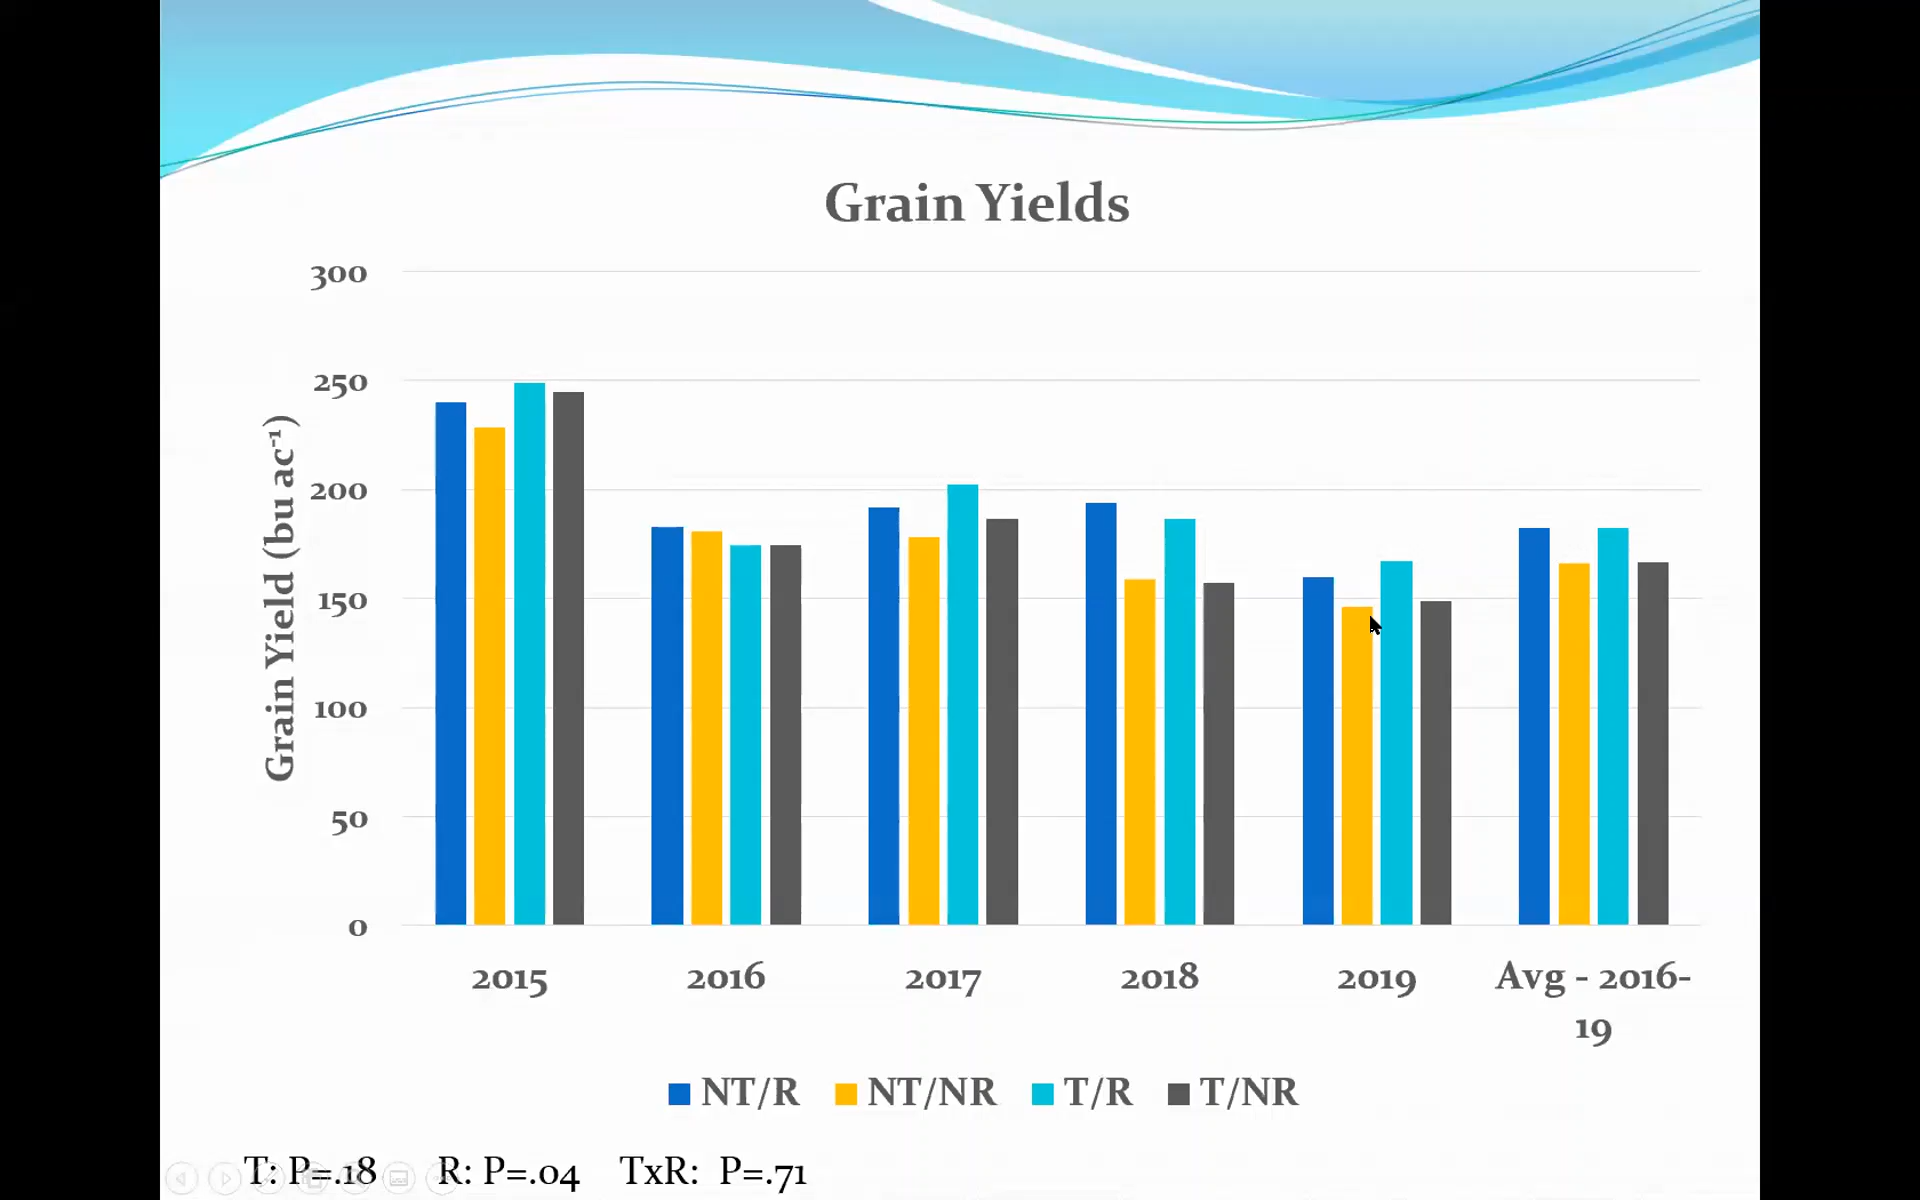 Grain Yields
300
250
200
150
100
50
0
Grain Yield (bu ac⁻¹)
2015 2016 2017 2018 2019 Avg - 2016-
19
NT/R NT/NR T/R T/NR
T: P=.18 R: P=.04 TxR: P=.71